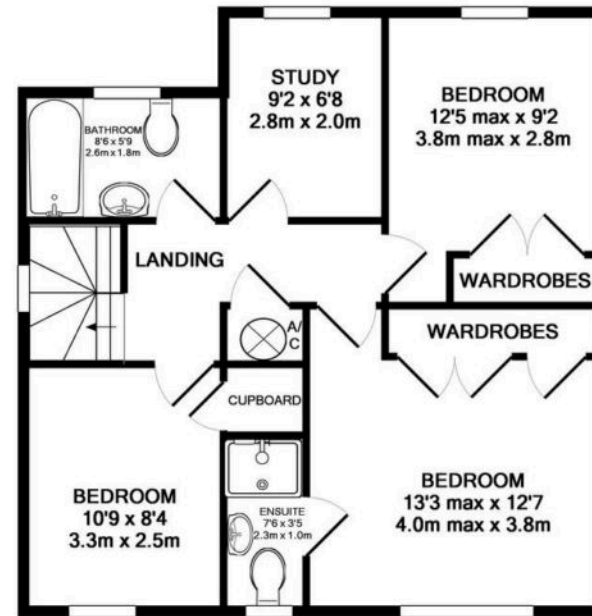 STUDY
9'2 x 6'8
2.8m x 2.0m
BEDROOM
12'5 max x 9'2
3.8m max x 2.8m
BATHROOM
8'6 x 5'9
2.6m x 1.8m
LANDING
WARDROBES
WARDROBES
A/
C
CUPBOARD
BEDROOM
10'9 x 8'4
3.3m x 2.5m
ENSUITE
7'6 x 3'5
2.3m x 1.0m
BEDROOM
13'3 max x 12'7
4.0m max x 3.8m